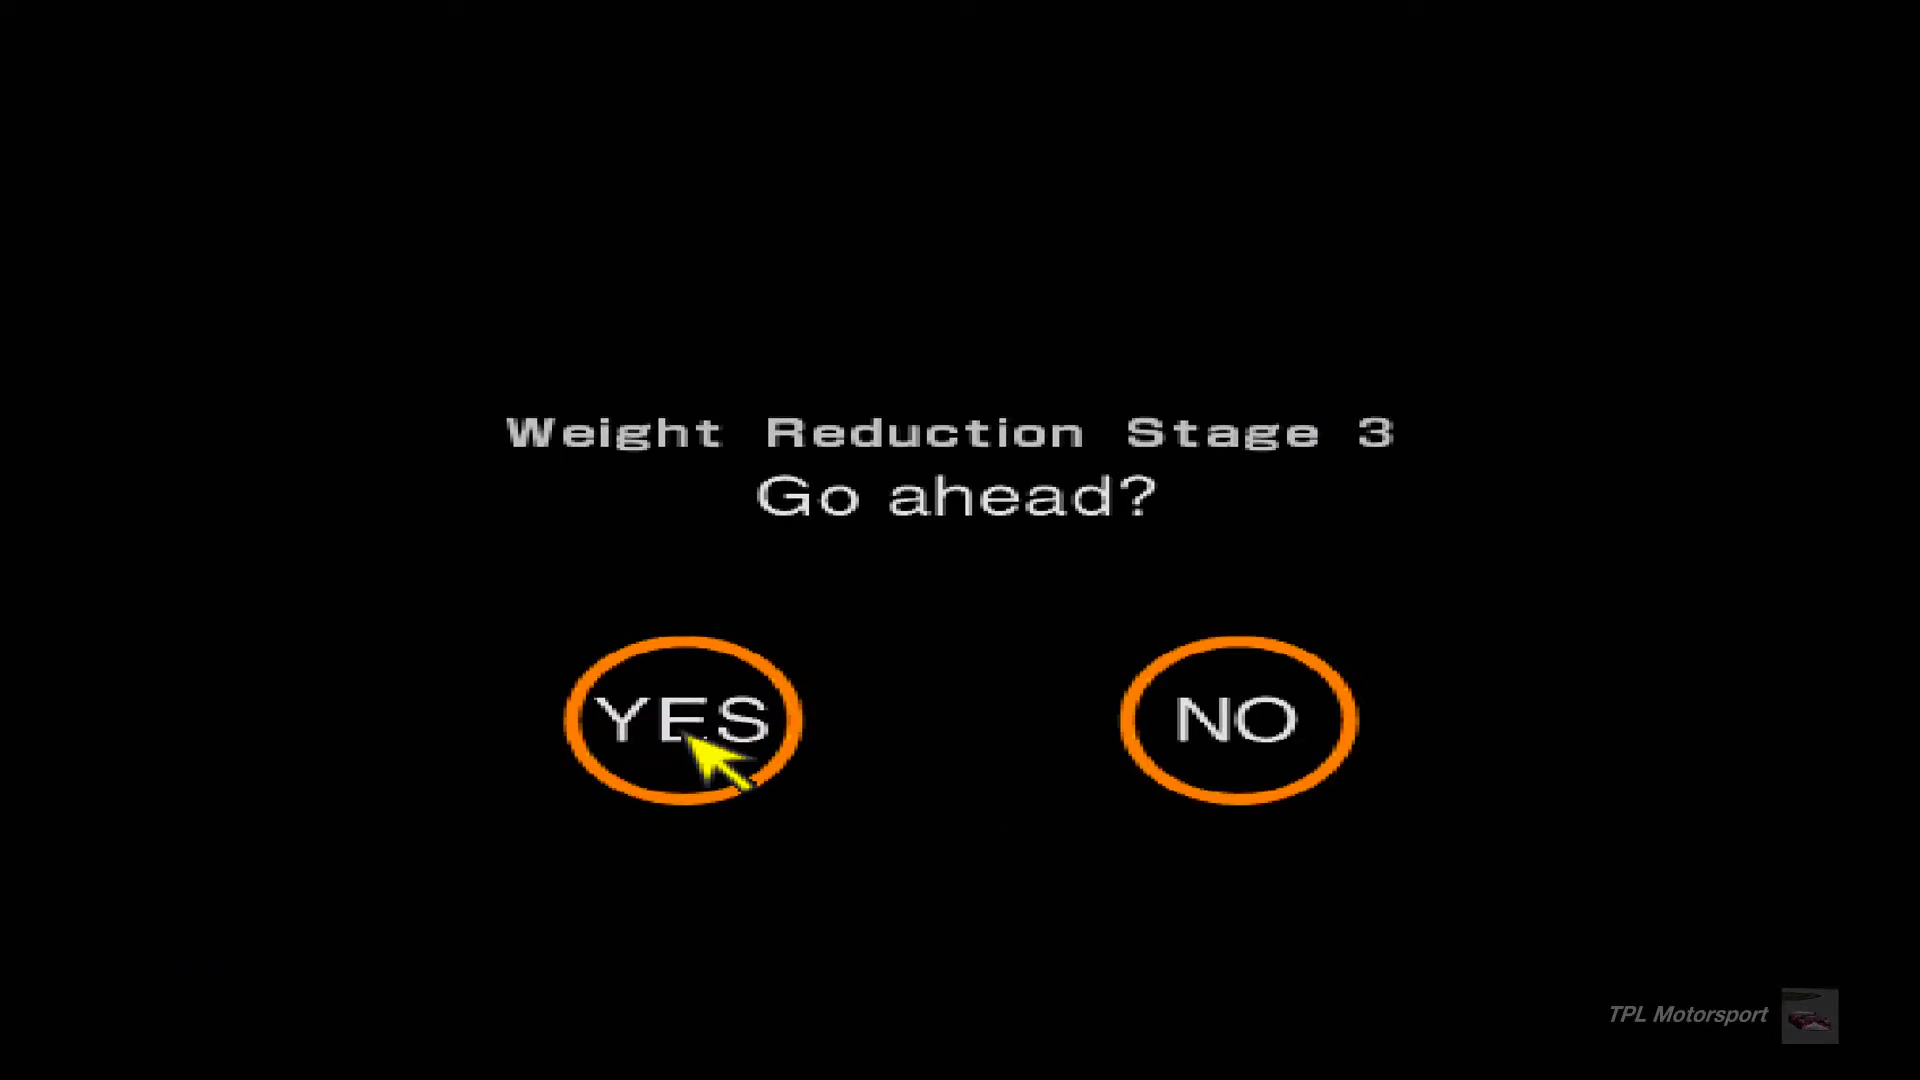 Weight Reduction Stage 3
Go ahead?
YES
NO
TPL Motorsport